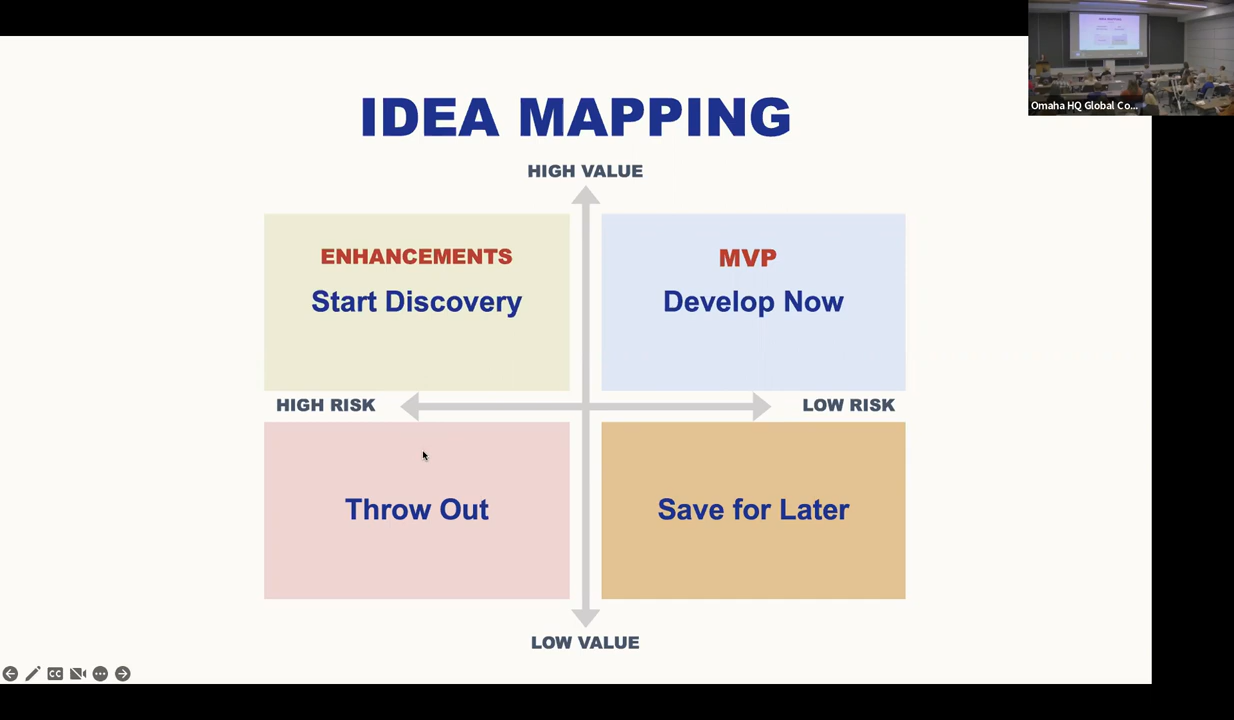 Omaha HQ Global Co...
IDEA MAPPING
HIGH VALUE
ENHANCEMENTS
Start Discovery
MVP
Develop Now
HIGH RISK
LOW RISK
Throw Out
Save for Later
LOW VALUE
CC